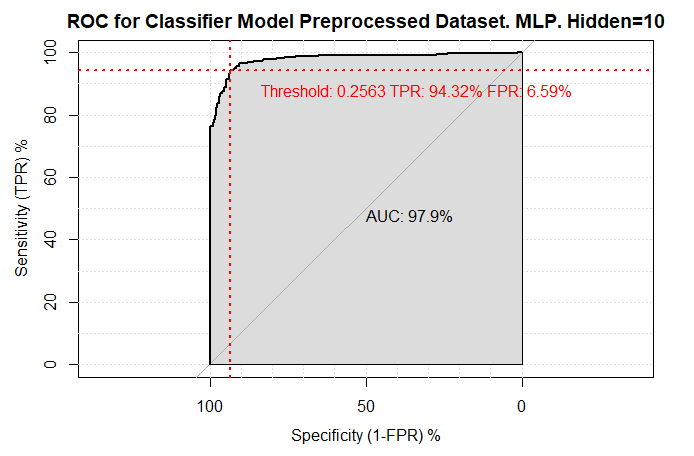 ROC for Classifier Model Preprocessed Dataset. MLP. Hidden=10
Sensitivity (TPR) %
100
80
60
40
20
0
Threshold: 0.2563 TPR: 94.32% FPR: 6.59%
AUC: 97.9%
100
50
0
Specificity (1-FPR) %